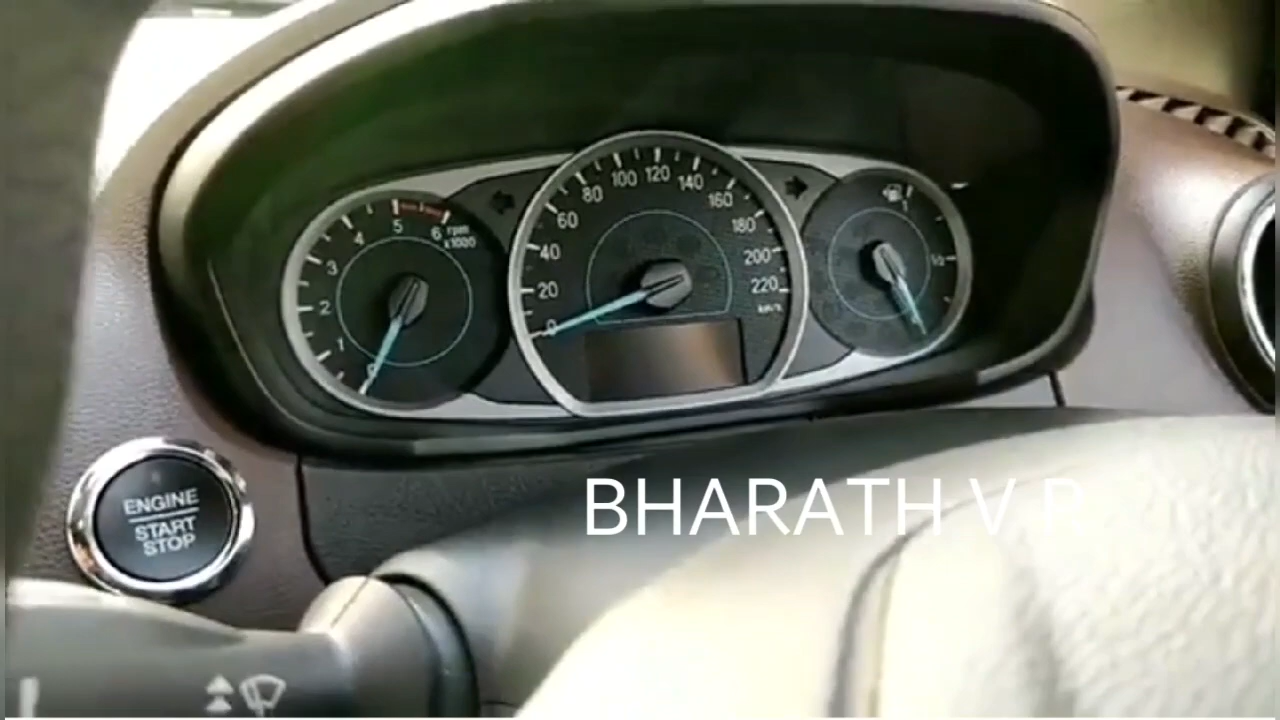 80 100 120 140
60 160
40 180
20 200
0 220
km/h
0 1 2 3 4 5 6
rpm
x1000
1
½
ENGINE
START
STOP
BHARATH V R